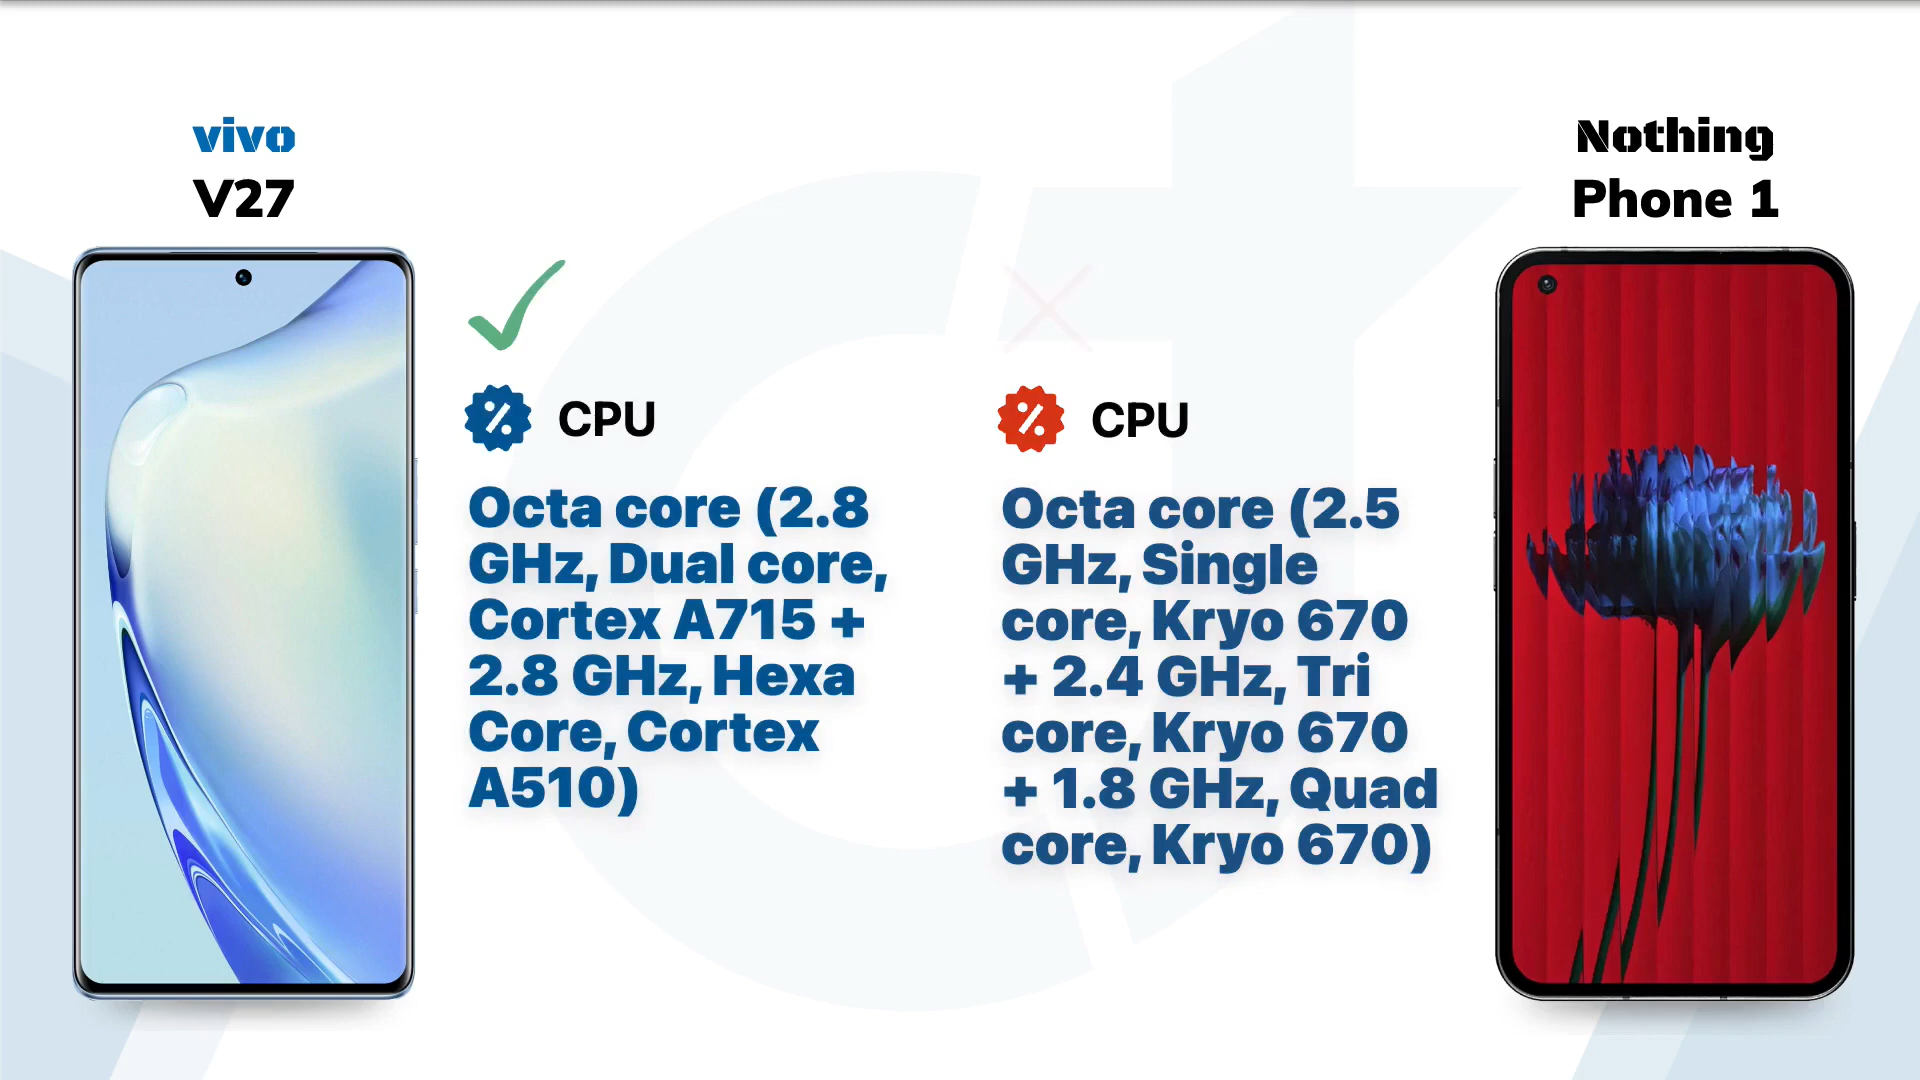 vivo
V27
Nothing
Phone 1
CPU
Octa core (2.8
GHz, Dual core,
Cortex A715 +
2.8 GHz, Hexa
Core, Cortex
A510)
CPU
Octa core (2.5
GHz, Single
core, Kryo 670
+ 2.4 GHz, Tri
core, Kryo 670
+ 1.8 GHz, Quad
core, Kryo 670)